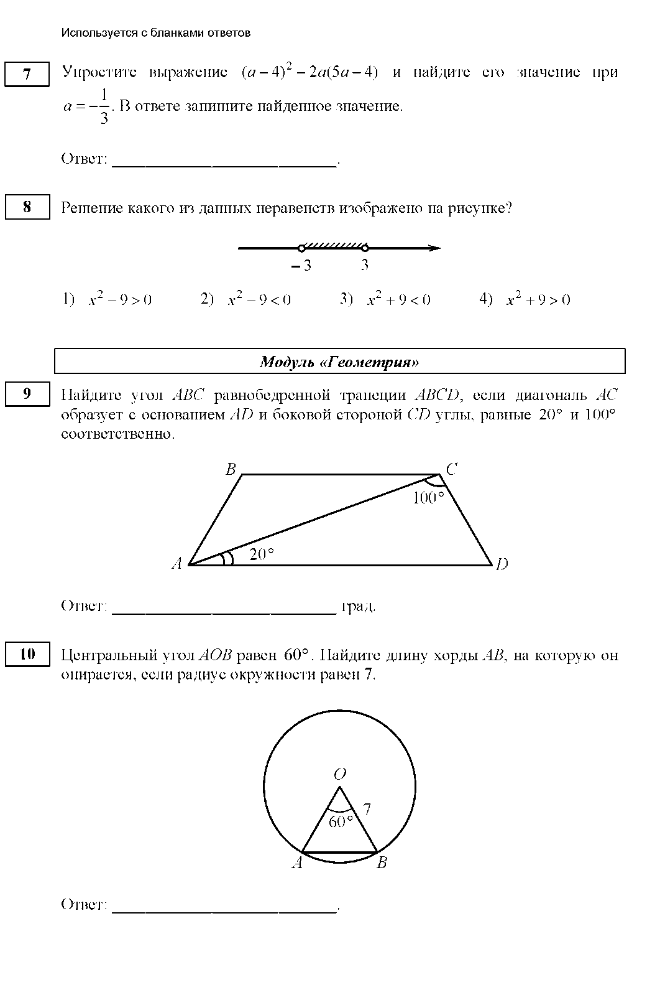 Используется с бланками ответов
7 Упростите выражение (a – 4)² – 2a(5a – 4) и найдите его значение при
a = –1/3. В ответе запишите найденное значение.
Ответ: ___________________________.
8 Решение какого из данных неравенств изображено на рисунке?
– 3 3
1) x² – 9 > 0 2) x² – 9 < 0 3) x² + 9 < 0 4) x² + 9 > 0
Модуль «Геометрия»
9 Найдите угол ABC равнобедренной трапеции ABCD, если диагональ AC
образует с основанием AD и боковой стороной CD углы, равные 20° и 100°
соответственно.
B C
100°
A 20° D
Ответ: ___________________________ град.
10 Центральный угол AOB равен 60°. Найдите длину хорды AB, на которую он
опирается, если радиус окружности равен 7.
O
7
60°
A B
Ответ: ___________________________.